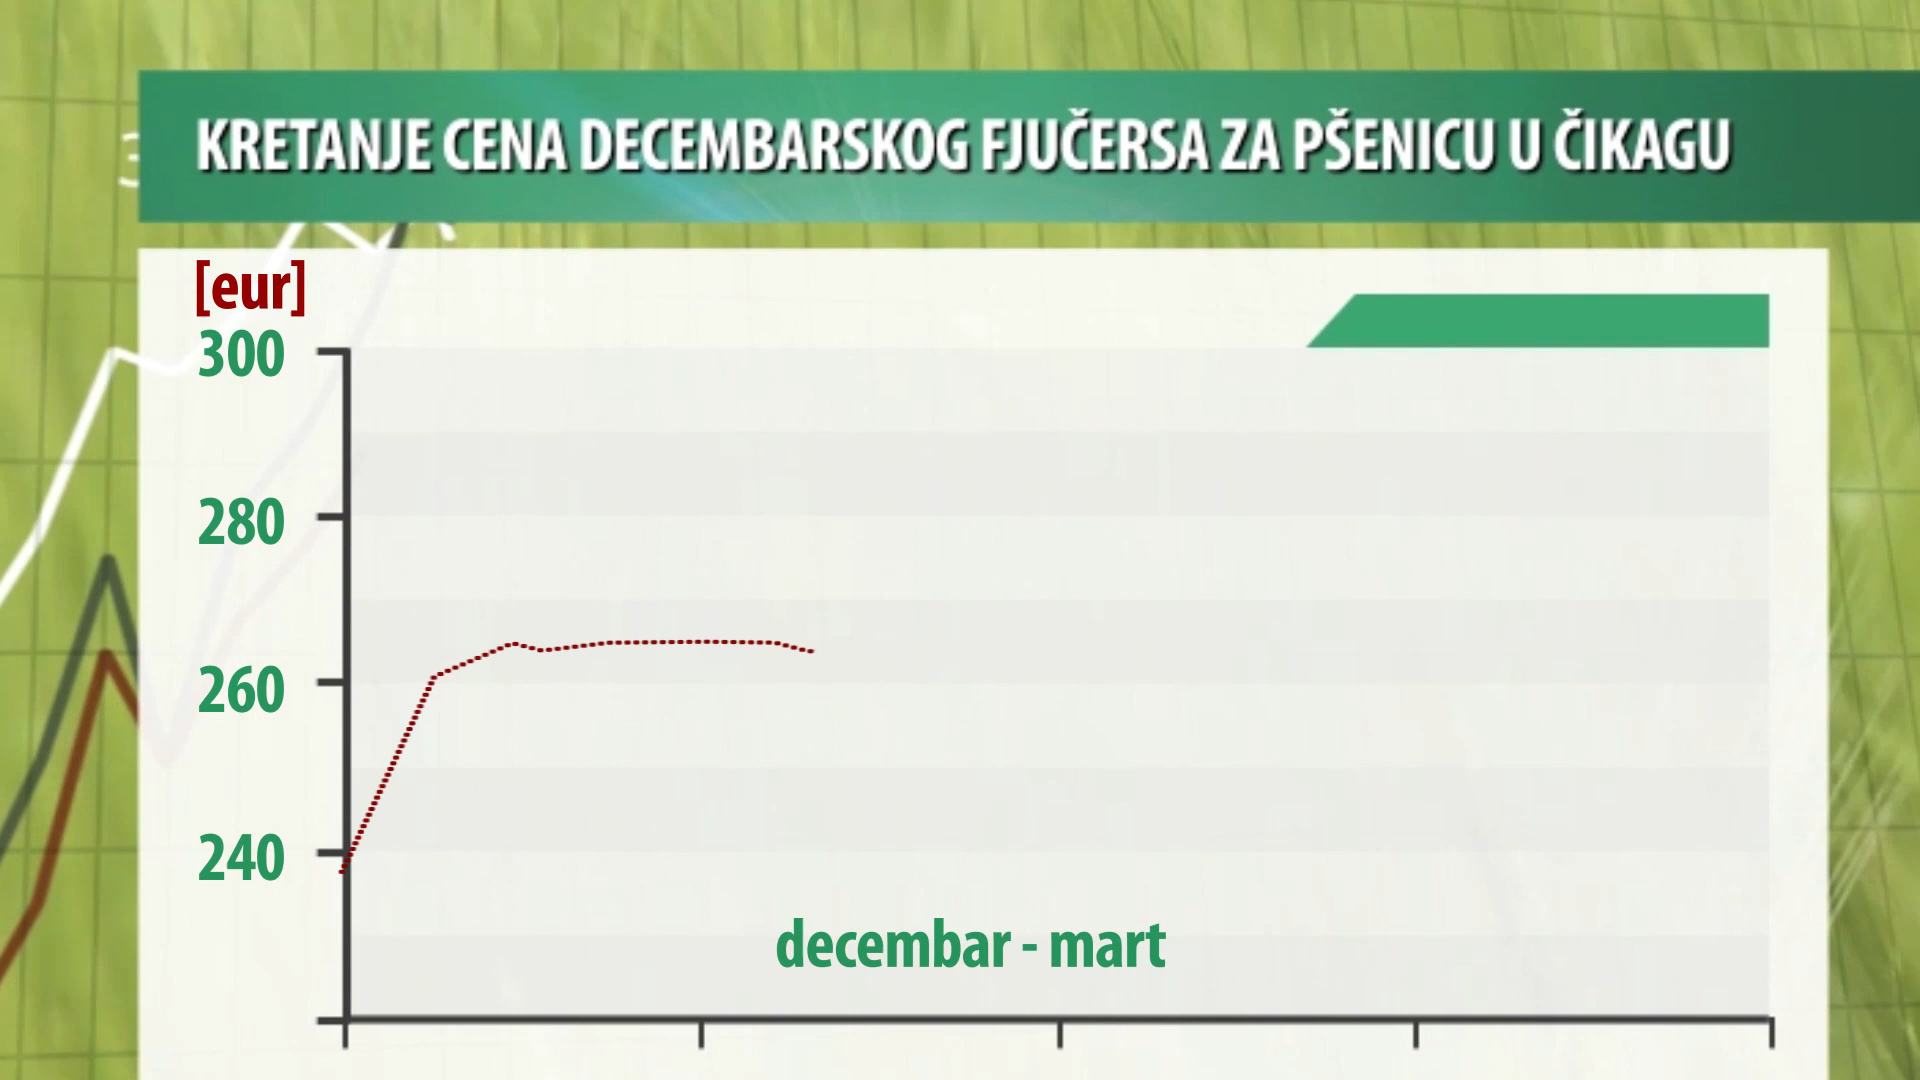 KRETANJE CENA DECEMBARSKOG FJUČERSA ZA PŠENICU U ČIKAGU
[eur]
300
280
260
240
decembar - mart